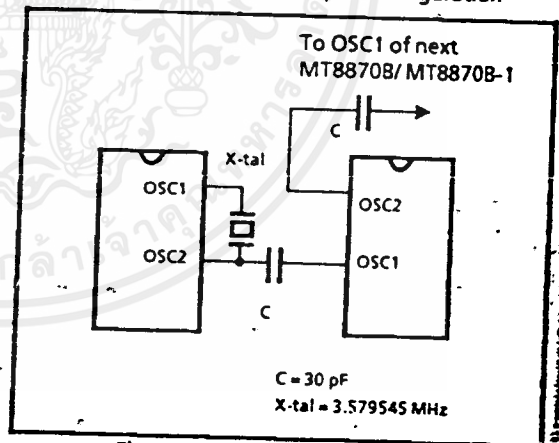 To OSC1 of next
MT8870B/ MT8870B-1
C
X-tal
OSC1
OSC2
OSC2
OSC1
C
C = 30 pF
X-tal = 3.579545 MHz